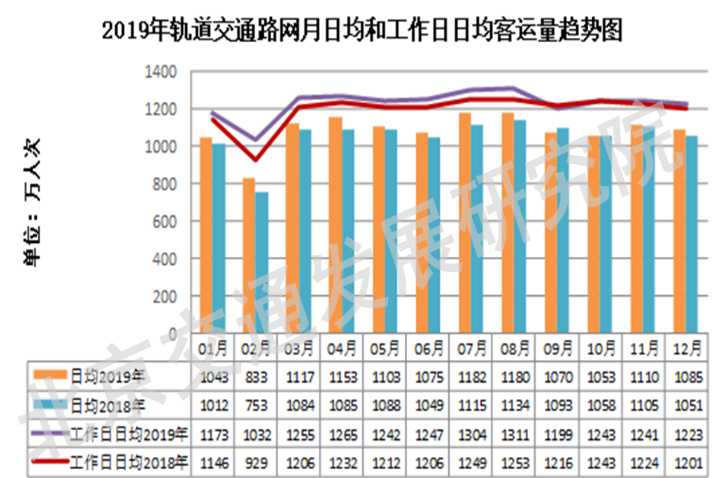 2019年轨道交通路网月日均和工作日日均客运量趋势图
单位：万人次
1400
1200
1000
800
600
400
200
0
01月 02月 03月 04月 05月 06月 07月 08月 09月 10月 11月 12月
日均2019年 1043 833 1117 1153 1103 1075 1182 1180 1070 1053 1110 1085
日均2018年 1012 753 1084 1085 1088 1049 1115 1134 1093 1058 1105 1051
工作日日均2019年 1173 1032 1255 1265 1242 1247 1304 1311 1199 1243 1241 1223
工作日日均2018年 1146 929 1206 1232 1212 1206 1249 1253 1216 1243 1224 1201
北京交通发展研究院